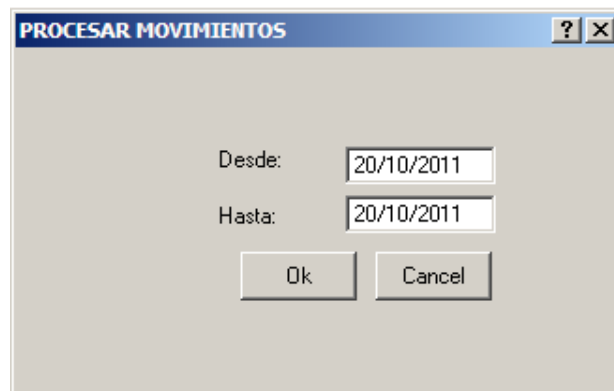 PROCESAR MOVIMIENTOS
Desde: 20/10/2011
Hasta: 20/10/2011
Ok Cancel